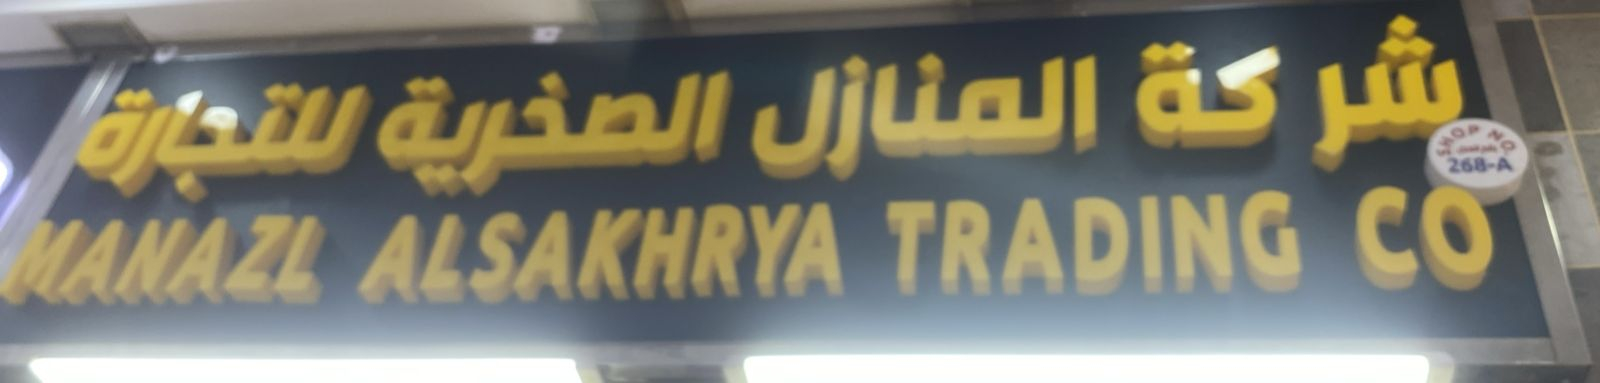 شركة المنازل الصخرية للتجارة
MANAZL ALSAKHRYA TRADING CO
SHOP NO.
268-A